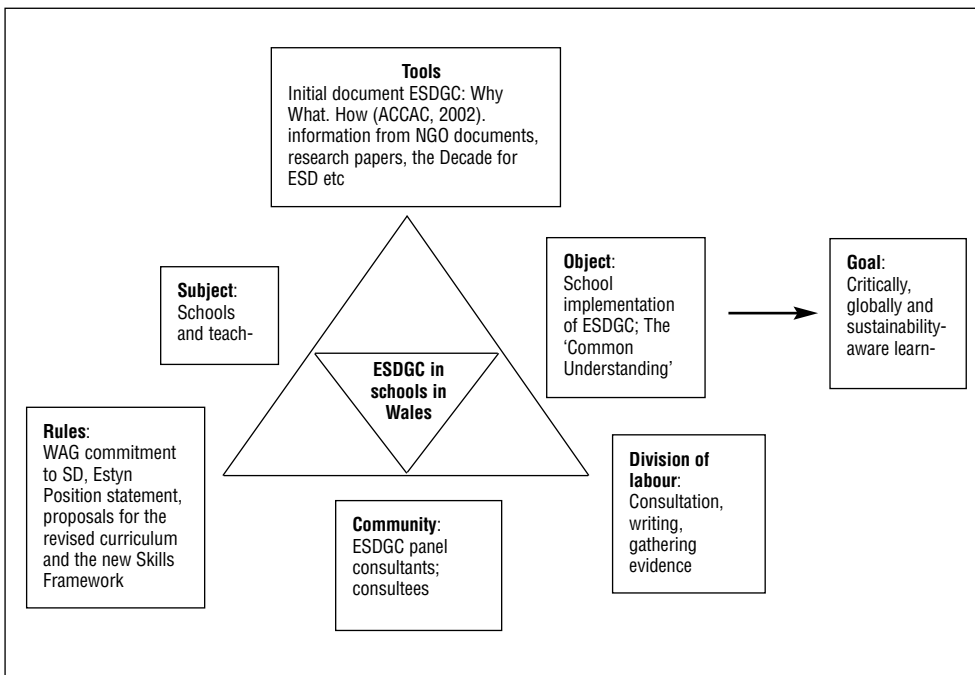 Tools
Initial document ESDGC: Why
What. How (ACCAC, 2002).
information from NGO documents,
research papers, the Decade for
ESD etc
Subject:
Schools
and teach-
Object:
School
implementation
of ESDGC; The
‘Common
Understanding’
Goal:
Critically,
globally and
sustainability-
aware learn-
ESDGC in
schools in
Wales
Rules:
WAG commitment
to SD, Estyn
Position statement,
proposals for the
revised curriculum
and the new Skills
Framework
Community:
ESDGC panel
consultants;
consultees
Division of
labour:
Consultation,
writing,
gathering
evidence